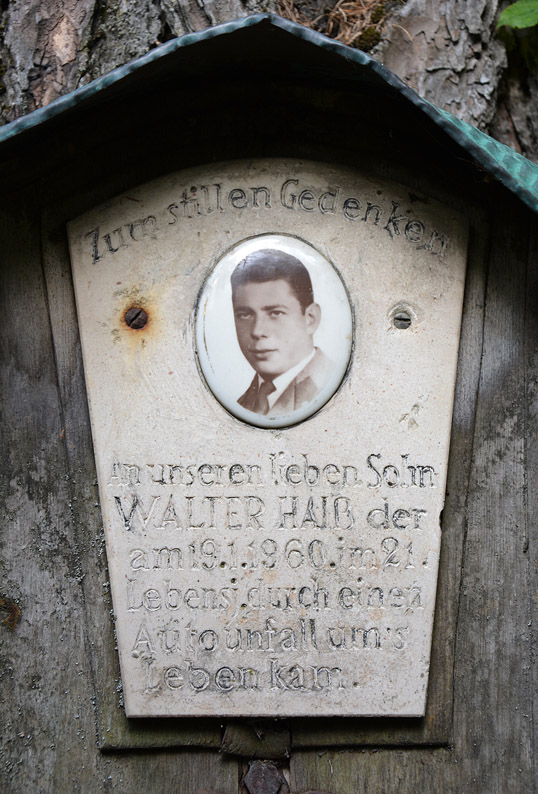 Zum stillen Gedenken
An unseren lieben Sohn
WALTER HAIß der
am 19.1.1960.im 21.
Lebensj.durch einen
Autounfall um's
Leben kam.